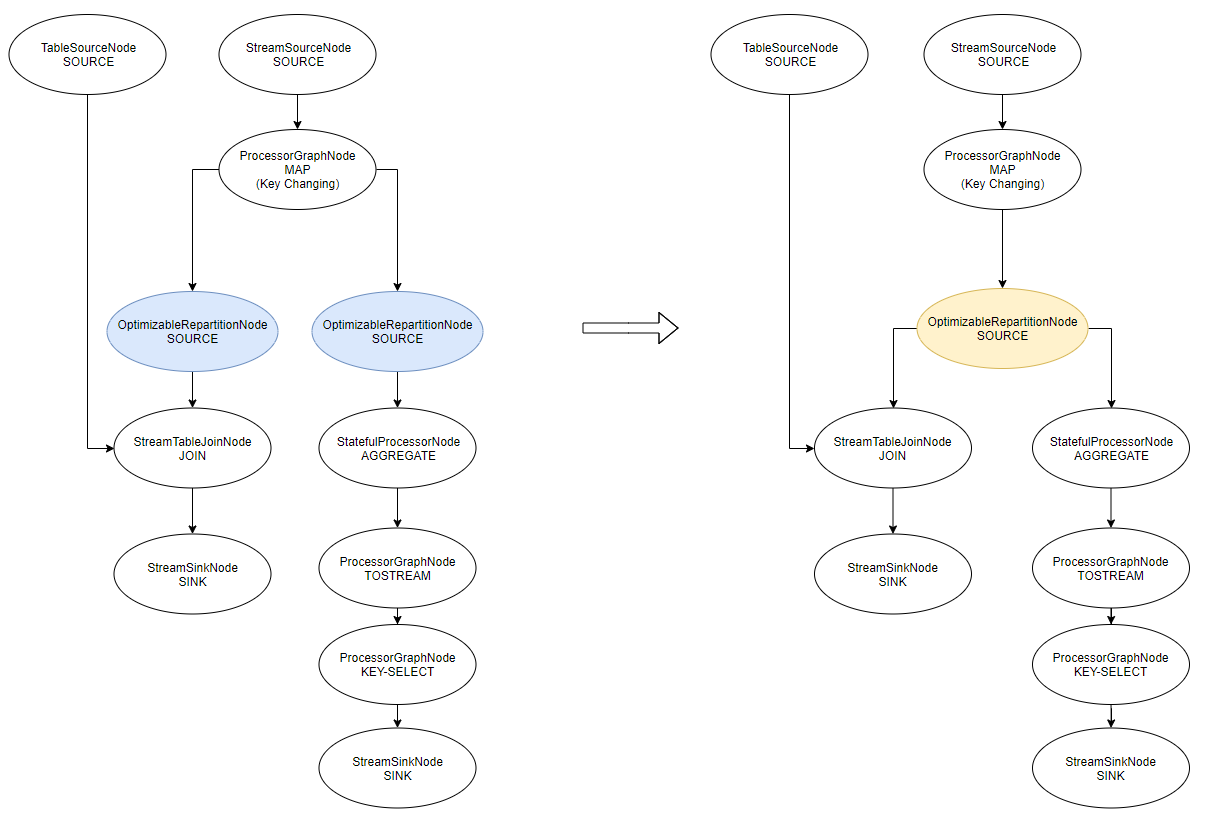 TableSourceNode
SOURCE
StreamSourceNode
SOURCE
ProcessorGraphNode
MAP
(Key Changing)
OptimizableRepartitionNode
SOURCE
OptimizableRepartitionNode
SOURCE
StreamTableJoinNode
JOIN
StatefulProcessorNode
AGGREGATE
StreamSinkNode
SINK
ProcessorGraphNode
TOSTREAM
ProcessorGraphNode
KEY-SELECT
StreamSinkNode
SINK
TableSourceNode
SOURCE
StreamSourceNode
SOURCE
ProcessorGraphNode
MAP
(Key Changing)
OptimizableRepartitionNode
SOURCE
StreamTableJoinNode
JOIN
StatefulProcessorNode
AGGREGATE
StreamSinkNode
SINK
ProcessorGraphNode
TOSTREAM
ProcessorGraphNode
KEY-SELECT
StreamSinkNode
SINK